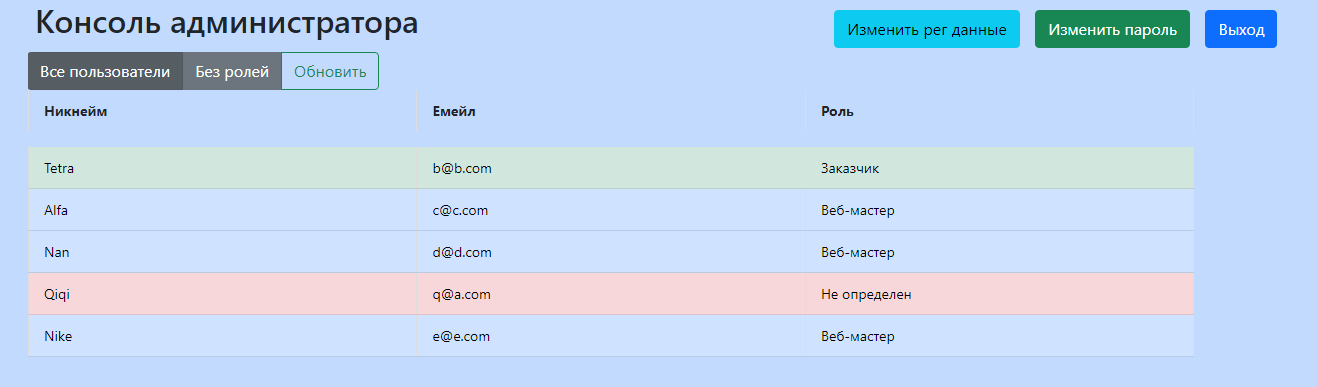 Консоль администратора
Изменить рег данные Изменить пароль Выход
Все пользователи Без ролей Обновить
Никнейм Емейл Роль
Tetra b@b.com Заказчик
Alfa c@c.com Веб-мастер
Nan d@d.com Веб-мастер
Qiqi q@a.com Не определен
Nike e@e.com Веб-мастер